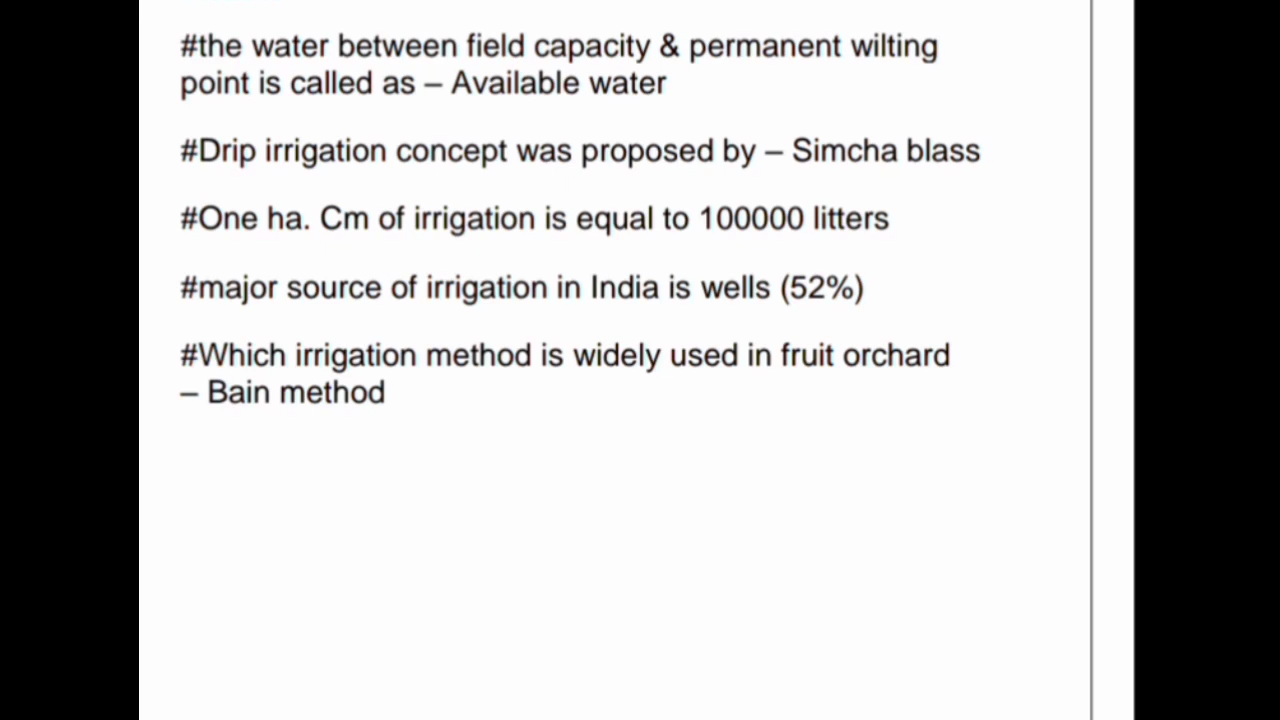 #the water between field capacity & permanent wilting
point is called as – Available water
#Drip irrigation concept was proposed by – Simcha blass
#One ha. Cm of irrigation is equal to 100000 litters
#major source of irrigation in India is wells (52%)
#Which irrigation method is widely used in fruit orchard
– Bain method